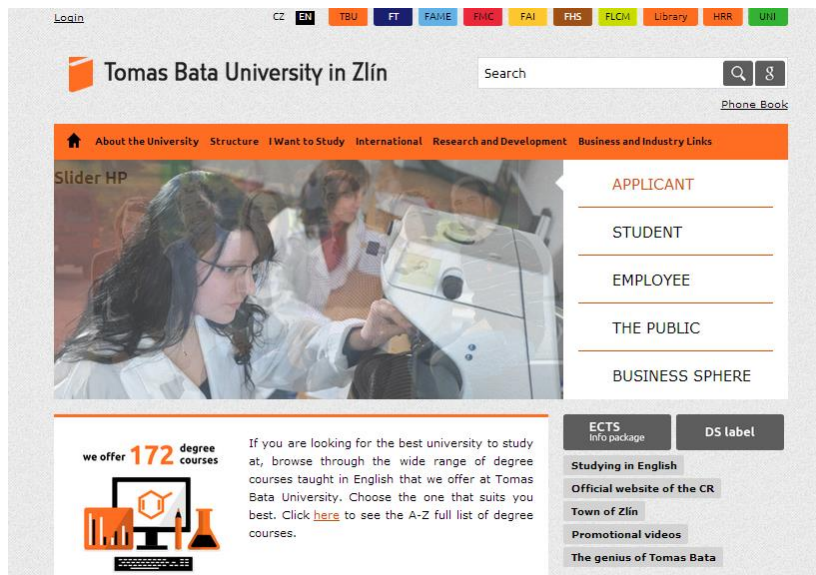 Login
CZ EN TBU FT FAME FMC FAI FHS FLCM Library HRR UNI
Tomas Bata University in Zlín
Search
g
Phone Book
About the University Structure I Want to Study International Research and Development Business and Industry Links
Slider HP
APPLICANT
STUDENT
EMPLOYEE
THE PUBLIC
BUSINESS SPHERE
we offer 172 degree courses
If you are looking for the best university to study
at, browse through the wide range of degree
courses taught in English that we offer at Tomas
Bata University. Choose the one that suits you
best. Click here to see the A-Z full list of degree
courses.
ECTS
Info package
DS label
Studying in English
Official website of the CR
Town of Zlín
Promotional videos
The genius of Tomas Bata